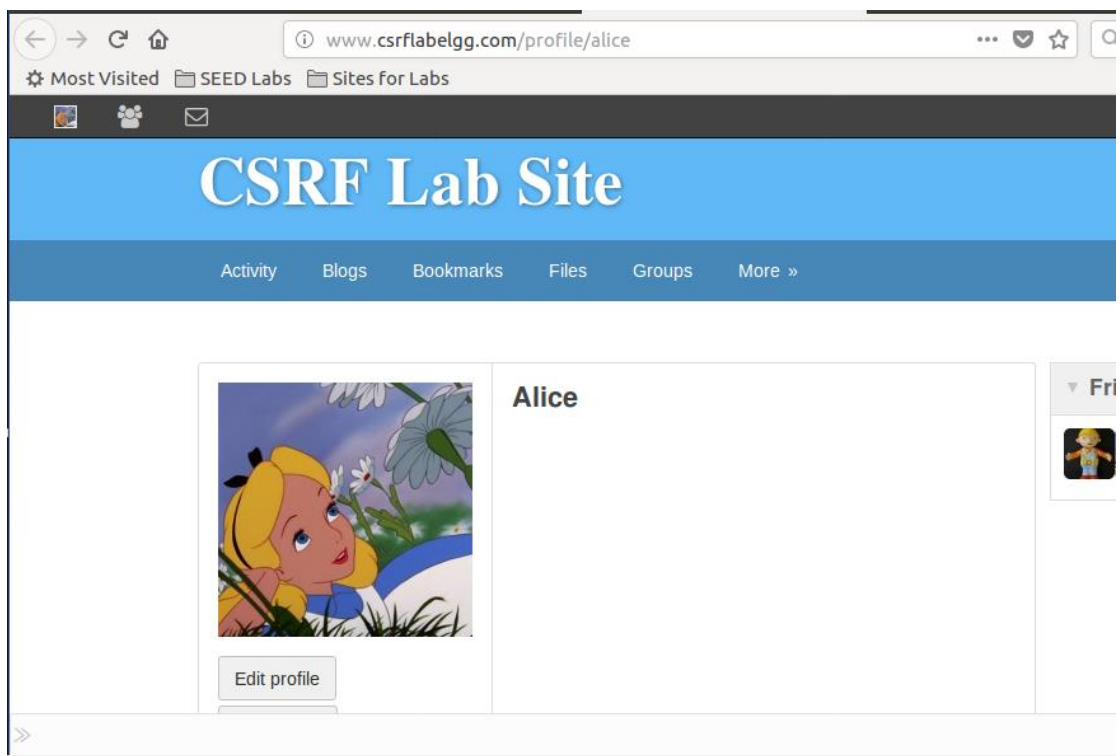 www.csrflabelgg.com/profile/alice
Most Visited SEED Labs Sites for Labs
CSRF Lab Site
Activity Blogs Bookmarks Files Groups More »
Alice
Fri
Edit profile